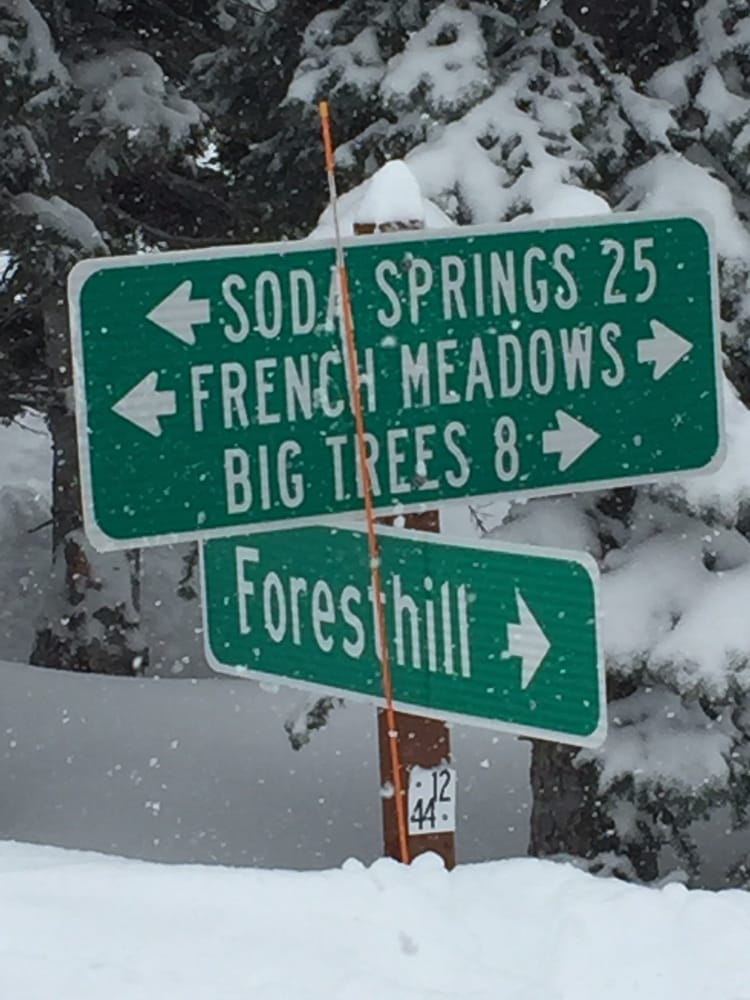 ← SODA SPRINGS 25
← FRENCH MEADOWS →
BIG TREES 8 →
Foresthill →
12
44